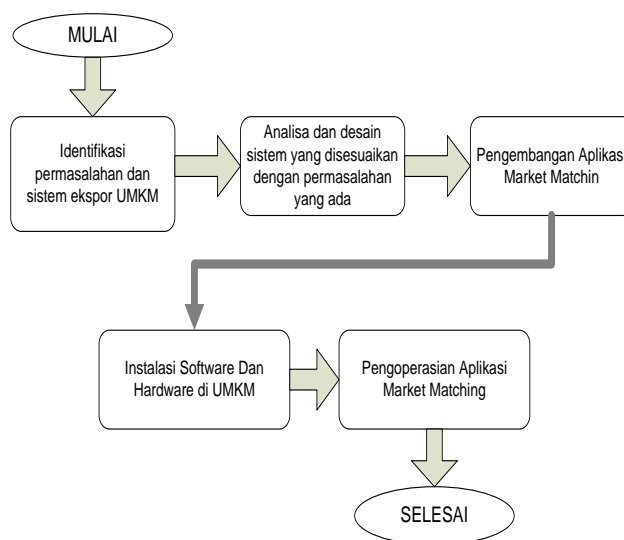 MULAI
Identifikasi
permasalahan dan
sistem ekspor UMKM
Analisa dan desain
sistem yang disesuaikan
dengan permasalahan
yang ada
Pengembangan Aplikasi
Market Matchin
Instalasi Software Dan
Hardware di UMKM
Pengoperasian Aplikasi
Market Matching
SELESAI